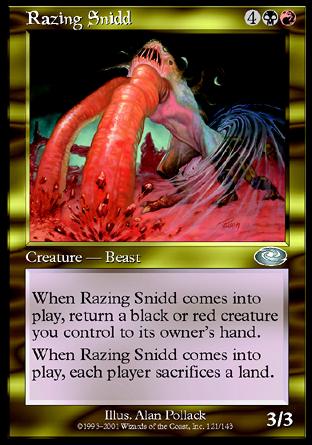 Razing Snidd 4
Creature — Beast
When Razing Snidd comes into
play, return a black or red creature
you control to its owner's hand.
When Razing Snidd comes into
play, each player sacrifices a land.
Illus. Alan Pollack
©1993–2001 Wizards of the Coast, Inc. 121/143
3/3